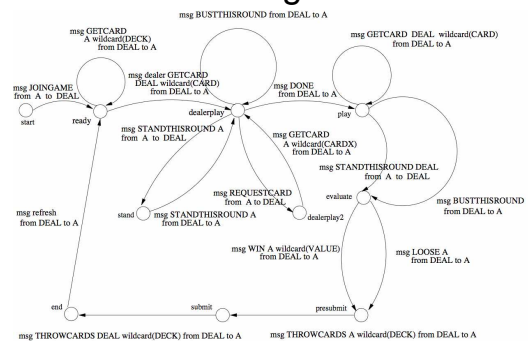 msg GETCARD
A wildcard(DECK)
from DEAL to A
msg BUSTTHISROUND from DEAL to A
msg GETCARD DEAL wildcard(CARD)
from DEAL to A
msg JOINGAME
from A to DEAL
msg dealer GETCARD
DEAL wildcard(CARD)
from DEAL to A
msg DONE
from DEAL to A
start
ready
dealerplay
play
msg STANDTHISROUND A
from A to DEAL
msg GETCARD
A wildcard(CARDX)
from DEAL to A
msg STANDTHISROUND DEAL
from A to DEAL
msg REQUESTCARD
from A to DEAL
evaluate
msg BUSTTHISROUND
from DEAL to A
stand
msg STANDTHISROUND A
from DEAL to A
dealerplay2
msg refresh
from DEAL to A
msg WIN A wildcard(VALUE)
from DEAL to A
msg LOOSE A
from DEAL to A
end
submit
presubmit
msg THROWCARDS DEAL wildcard(DECK) from DEAL to A
msg THROWCARDS A wildcard(DECK) from DEAL to A